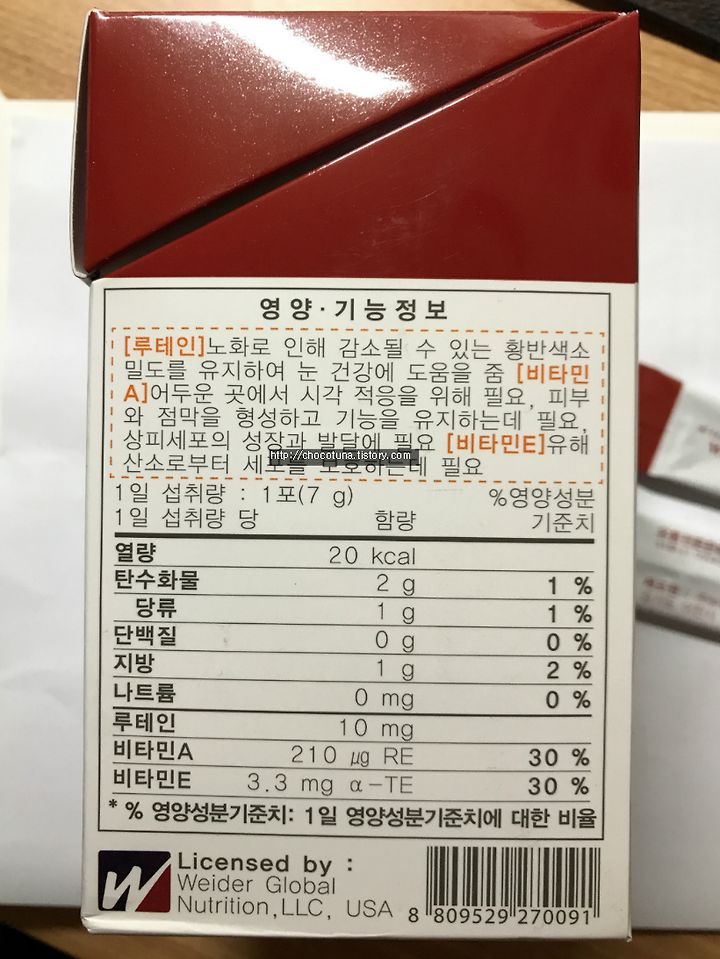 영양·기능정보
[루테인]노화로 인해 감소될 수 있는 황반색소
밀도를 유지하여 눈 건강에 도움을 줌 [비타민
A]어두운 곳에서 시각 적응을 위해 필요, 피부
와 점막을 형성하고 기능을 유지하는데 필요,
상피세포의 성장과 발달에 필요 [비타민E]유해
산소로부터 세포를 보호하는데 필요
http://chocotuna.tistory.com
1일 섭취량 : 1포(7 g) %영양성분
1일 섭취량 당 함량 기준치
열량 20 kcal
탄수화물 2 g 1 %
당류 1 g 1 %
단백질 0 g 0 %
지방 1 g 2 %
나트륨 0 mg 0 %
루테인 10 mg
비타민A 210 μg RE 30 %
비타민E 3.3 mg α-TE 30 %
* % 영양성분기준치: 1일 영양성분기준치에 대한 비율
W Licensed by :
Weider Global
Nutrition,LLC, USA
8 809529 270091